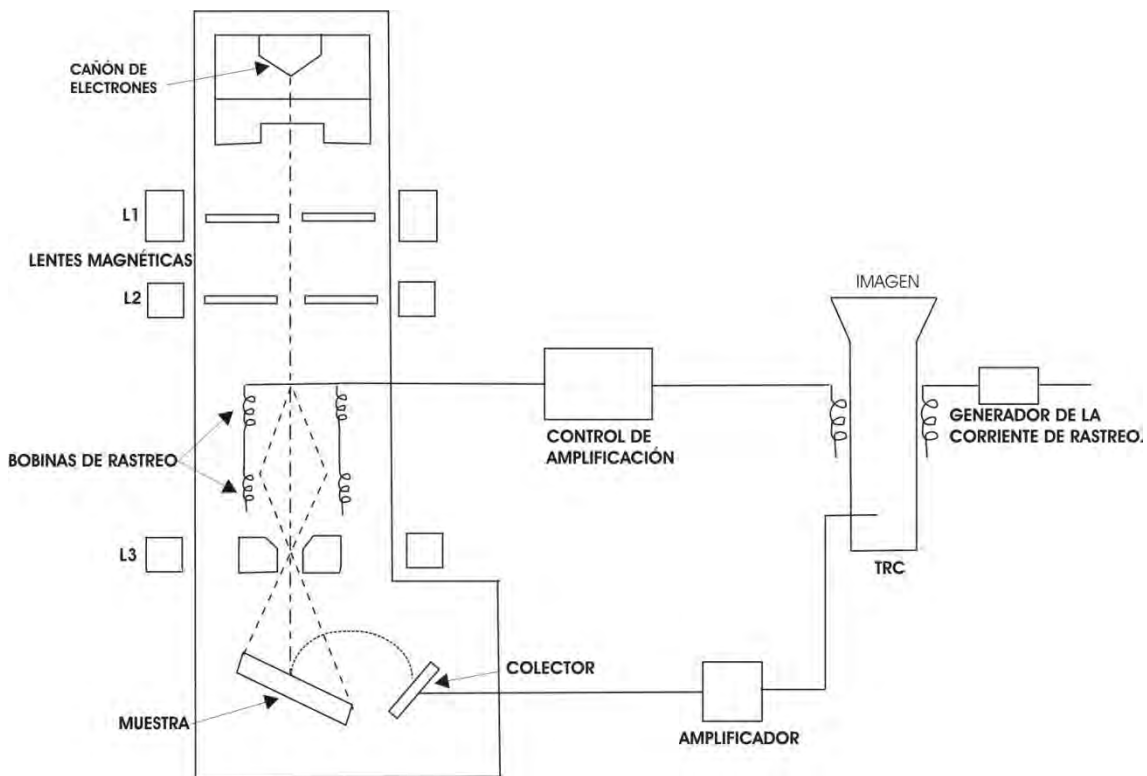 CAÑÓN DE
ELECTRONES
L1
LENTES MAGNÉTICAS
L2
IMAGEN
CONTROL DE
AMPLIFICACIÓN
GENERADOR DE LA
CORRIENTE DE RASTREO.
BOBINAS DE RASTREO
L3
TRC
COLECTOR
MUESTRA
AMPLIFICADOR